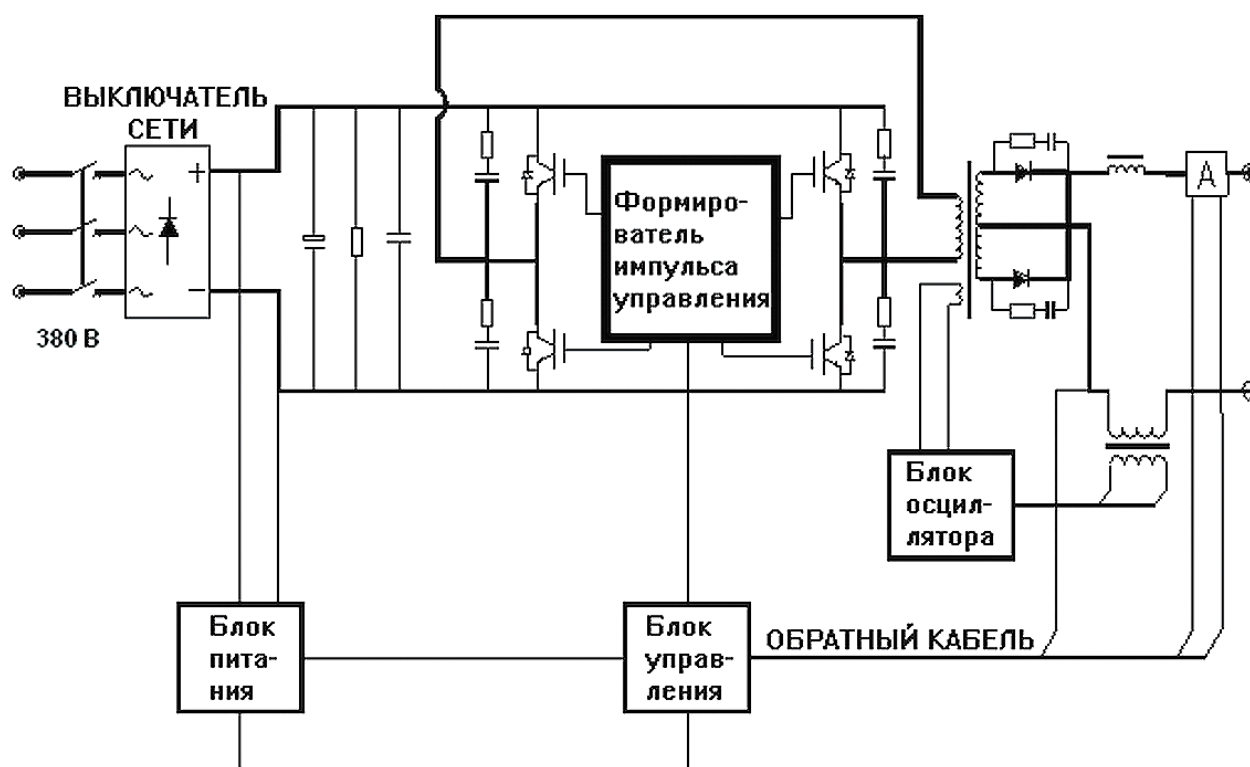 ВЫКЛЮЧАТЕЛЬ
СЕТИ
380 В
Формиро-
ватель
импульса
управления
А
Блок
осцил-
лятора
Блок
пита-
ния
Блок
управ-
ления
ОБРАТНЫЙ КАБЕЛЬ